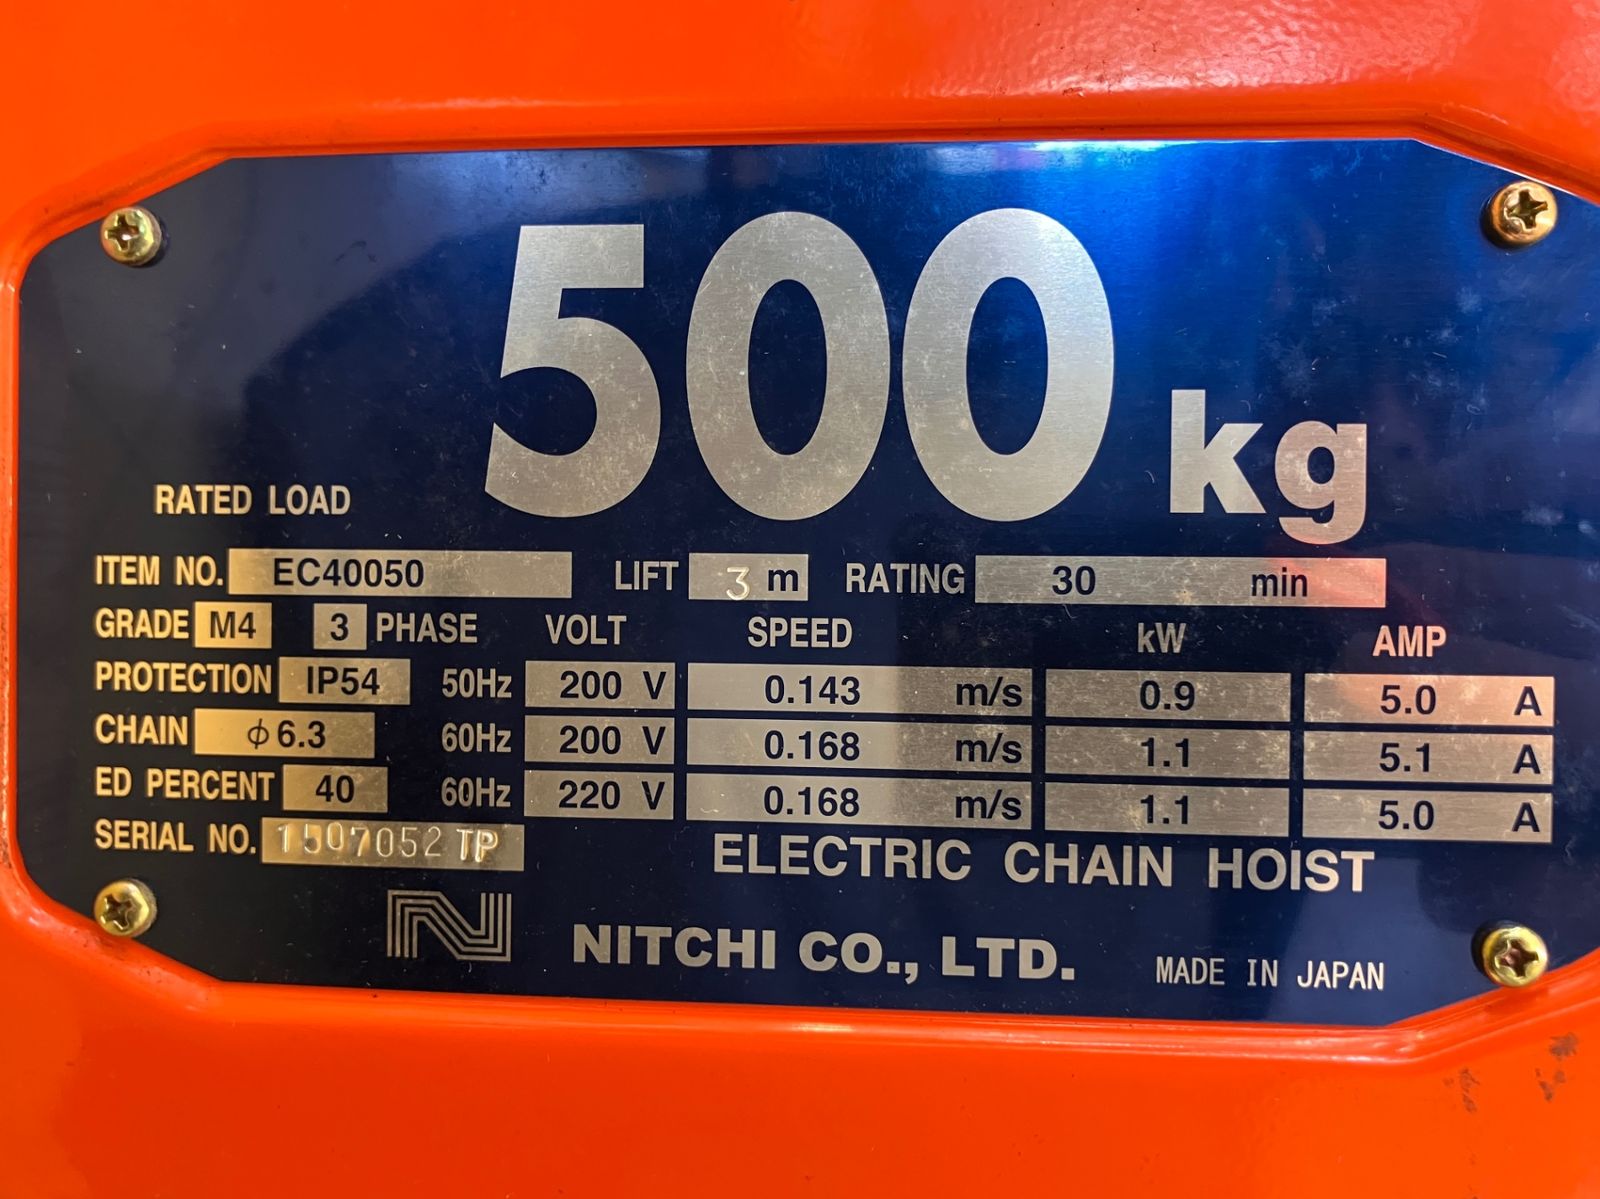 500 kg
RATED LOAD
ITEM NO. EC40050 LIFT 3 m RATING 30 min
GRADE M4 3 PHASE VOLT SPEED kW AMP
PROTECTION IP54 50Hz 200 V 0.143 m/s 0.9 5.0 A
CHAIN ϕ6.3 60Hz 200 V 0.168 m/s 1.1 5.1 A
ED PERCENT 40 60Hz 220 V 0.168 m/s 1.1 5.0 A
SERIAL NO. 1507052 TP
ELECTRIC CHAIN HOIST
NITCHI CO., LTD. MADE IN JAPAN